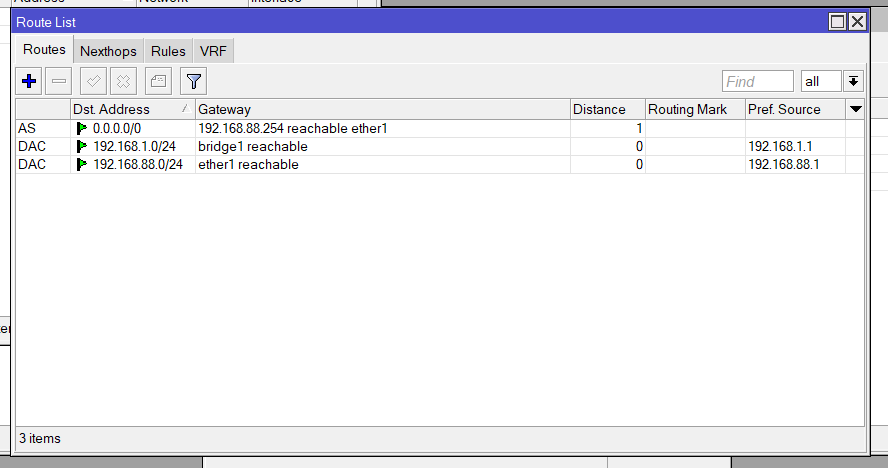 Address Network Interface
Route List
Routes Nexthops Rules VRF
Find all
Dst. Address Gateway Distance Routing Mark Pref. Source
AS 0.0.0.0/0 192.168.88.254 reachable ether1 1
DAC 192.168.1.0/24 bridge1 reachable 0 192.168.1.1
DAC 192.168.88.0/24 ether1 reachable 0 192.168.88.1
3 items